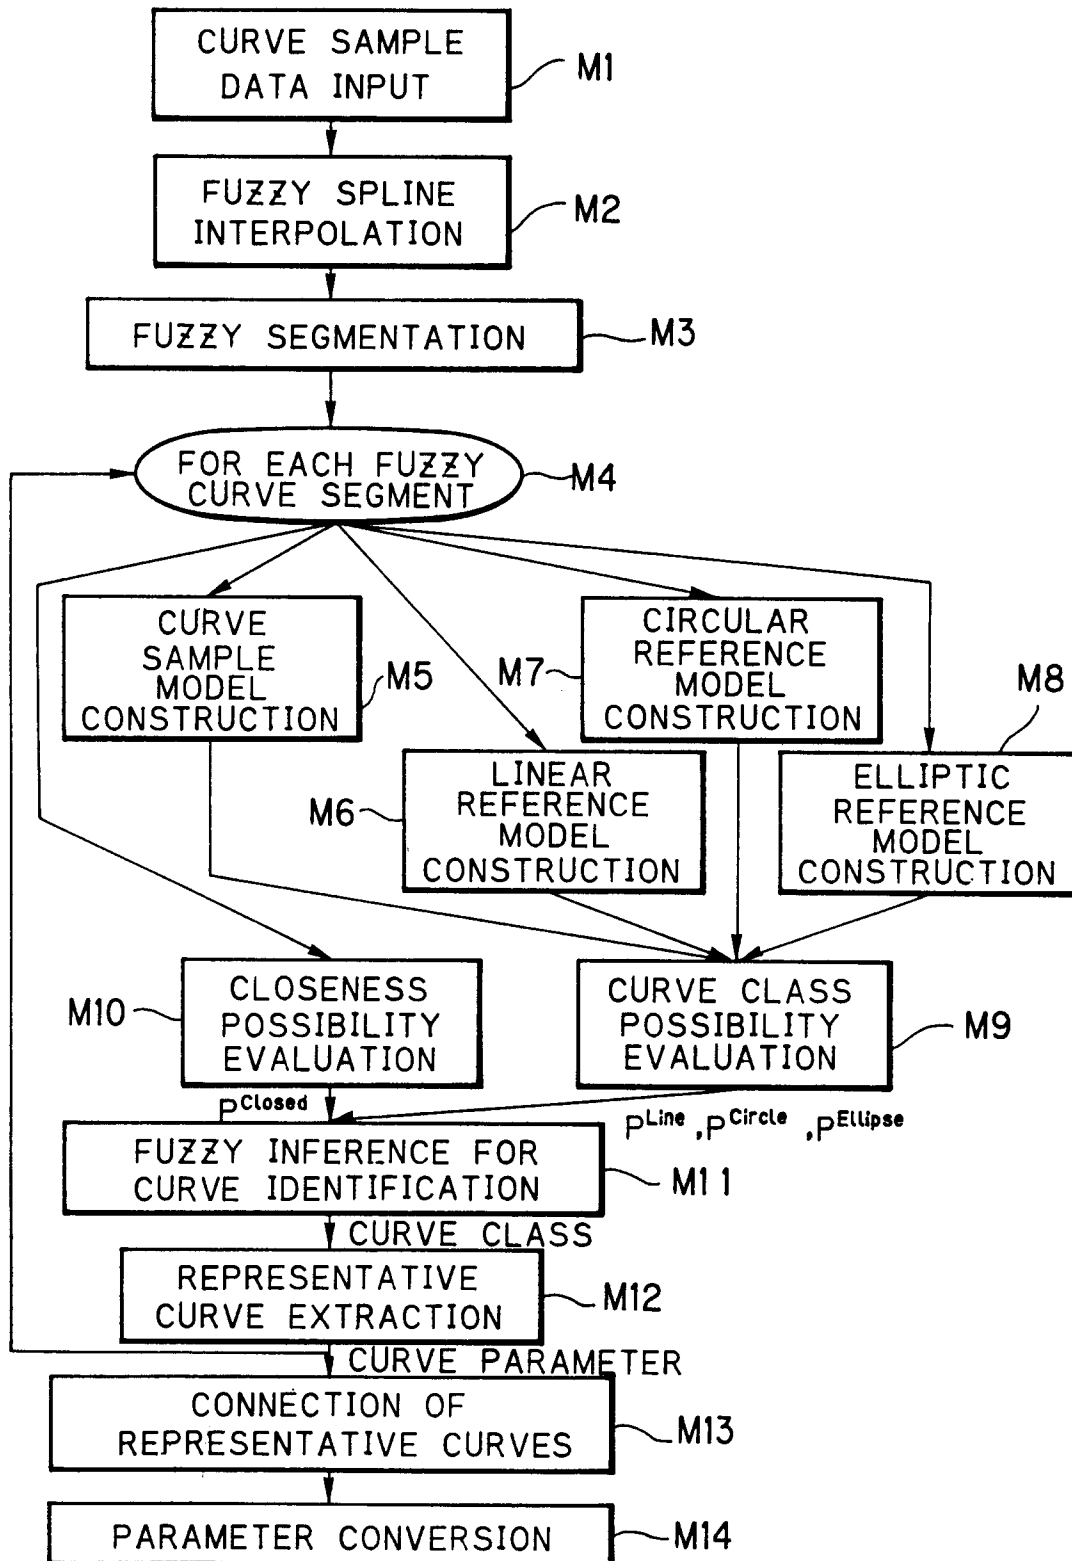 CURVE SAMPLE
DATA INPUT
M1
FUZZY SPLINE
INTERPOLATION
M2
FUZZY SEGMENTATION
M3
FOR EACH FUZZY
CURVE SEGMENT
M4
CURVE
SAMPLE
MODEL
CONSTRUCTION
M5
CIRCULAR
REFERENCE
MODEL
CONSTRUCTION
M7
M8
LINEAR
REFERENCE
MODEL
CONSTRUCTION
M6
ELLIPTIC
REFERENCE
MODEL
CONSTRUCTION
CLOSENESS
POSSIBILITY
EVALUATION
M10
CURVE CLASS
POSSIBILITY
EVALUATION
M9
P^Closed
P^Line ,P^Circle ,P^Ellipse
FUZZY INFERENCE FOR
CURVE IDENTIFICATION
M11
CURVE CLASS
REPRESENTATIVE
CURVE EXTRACTION
M12
CURVE PARAMETER
CONNECTION OF
REPRESENTATIVE CURVES
M13
PARAMETER CONVERSION
M14